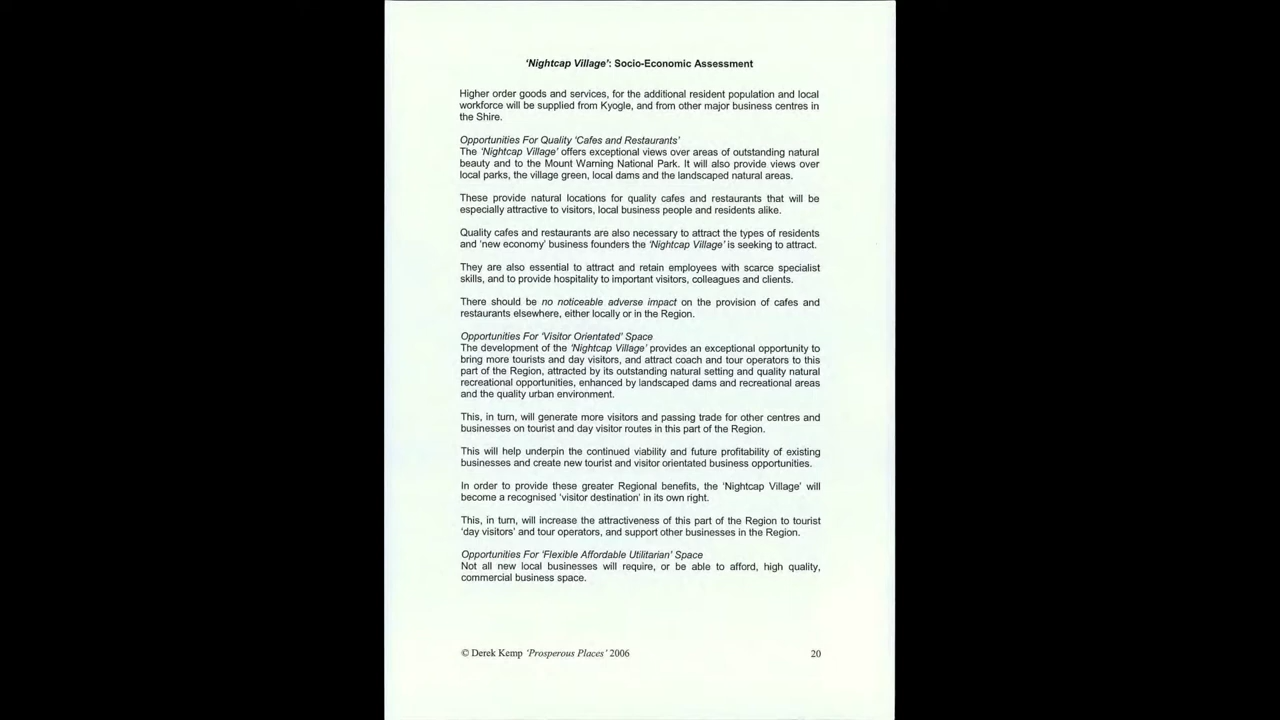 'Nightcap Village': Socio-Economic Assessment
Higher order goods and services, for the additional resident population and local
workforce will be supplied from Kyogle, and from other major business centres in
the Shire.
Opportunities For Quality 'Cafes and Restaurants'
The 'Nightcap Village' offers exceptional views over areas of outstanding natural
beauty and to the Mount Warning National Park. It will also provide views over
local parks, the village green, local dams and the landscaped natural areas.
These provide natural locations for quality cafes and restaurants that will be
especially attractive to visitors, local business people and residents alike.
Quality cafes and restaurants are also necessary to attract the types of residents
and 'new economy' business founders the 'Nightcap Village' is seeking to attract.
They are also essential to attract and retain employees with scarce specialist
skills, and to provide hospitality to important visitors, colleagues and clients.
There should be no noticeable adverse impact on the provision of cafes and
restaurants elsewhere, either locally or in the Region.
Opportunities For 'Visitor Orientated' Space
The development of the 'Nightcap Village' provides an exceptional opportunity to
bring more tourists and day visitors, and attract coach and tour operators to this
part of the Region, attracted by its outstanding natural setting and quality natural
recreational opportunities, enhanced by landscaped dams and recreational areas
and the quality urban environment.
This, in turn, will generate more visitors and passing trade for other centres and
businesses on tourist and day visitor routes in this part of the Region.
This will help underpin the continued viability and future profitability of existing
businesses and create new tourist and visitor orientated business opportunities.
In order to provide these greater Regional benefits, the 'Nightcap Village' will
become a recognised 'visitor destination' in its own right.
This, in turn, will increase the attractiveness of this part of the Region to tourist
'day visitors' and tour operators, and support other businesses in the Region.
Opportunities For 'Flexible Affordable Utilitarian' Space
Not all new local businesses will require, or be able to afford, high quality,
commercial business space.
© Derek Kemp 'Prosperous Places' 2006 20